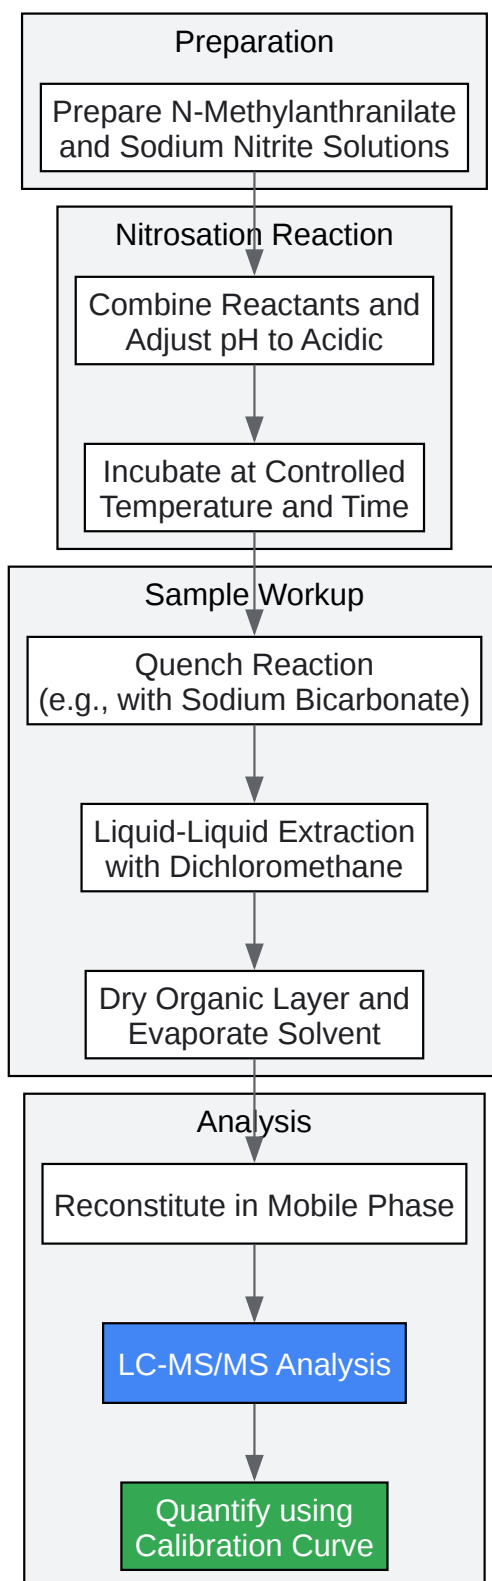 Preparation
Prepare N-Methylanthranilate
and Sodium Nitrite Solutions
Nitrosation Reaction
Combine Reactants and
Adjust pH to Acidic
Incubate at Controlled
Temperature and Time
Sample Workup
Quench Reaction
(e.g., with Sodium Bicarbonate)
Liquid-Liquid Extraction
with Dichloromethane
Dry Organic Layer and
Evaporate Solvent
Analysis
Reconstitute in Mobile Phase
LC-MS/MS Analysis
Quantify using
Calibration Curve